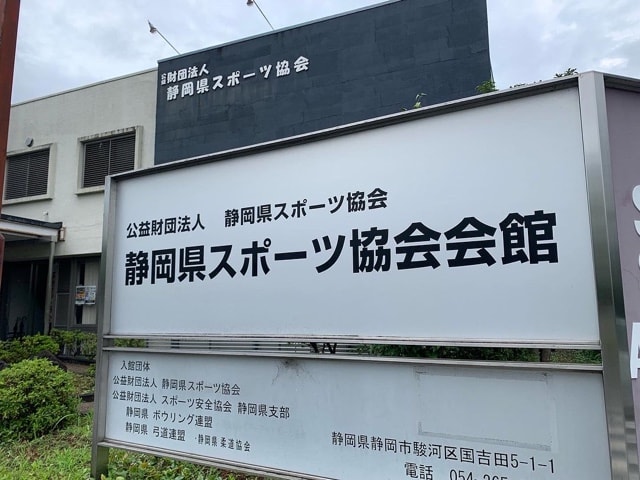 公益財団法人
静岡県スポーツ協会
公益財団法人 静岡県スポーツ協会
静岡県スポーツ協会会館
入館団体
公益財団法人 静岡県スポーツ協会
公益財団法人 スポーツ安全協会 静岡県支部
静岡県 ボウリング連盟
静岡県 弓道連盟 ・静岡県柔道協会
静岡県静岡市駿河区国吉田5-1-1
電話 054-265